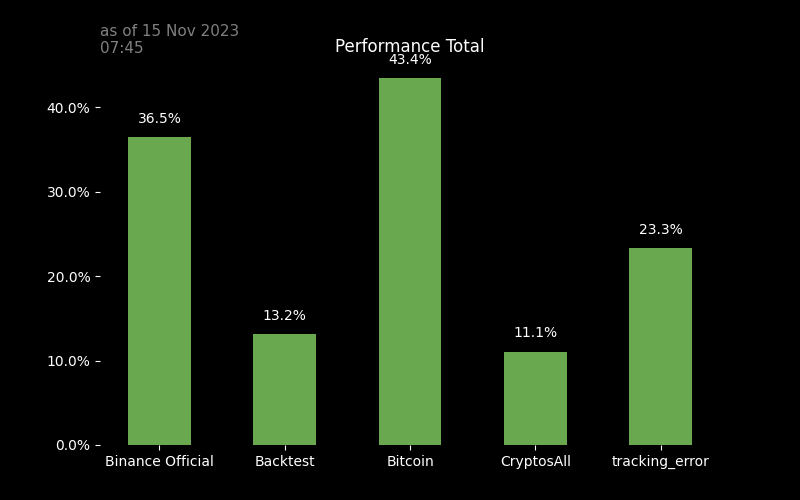 as of 15 Nov 2023
07:45
Performance Total
43.4%
40.0%
36.5%
30.0%
23.3%
20.0%
13.2%
11.1%
10.0%
0.0%
Binance Official
Backtest
Bitcoin
CryptosAll
tracking_error